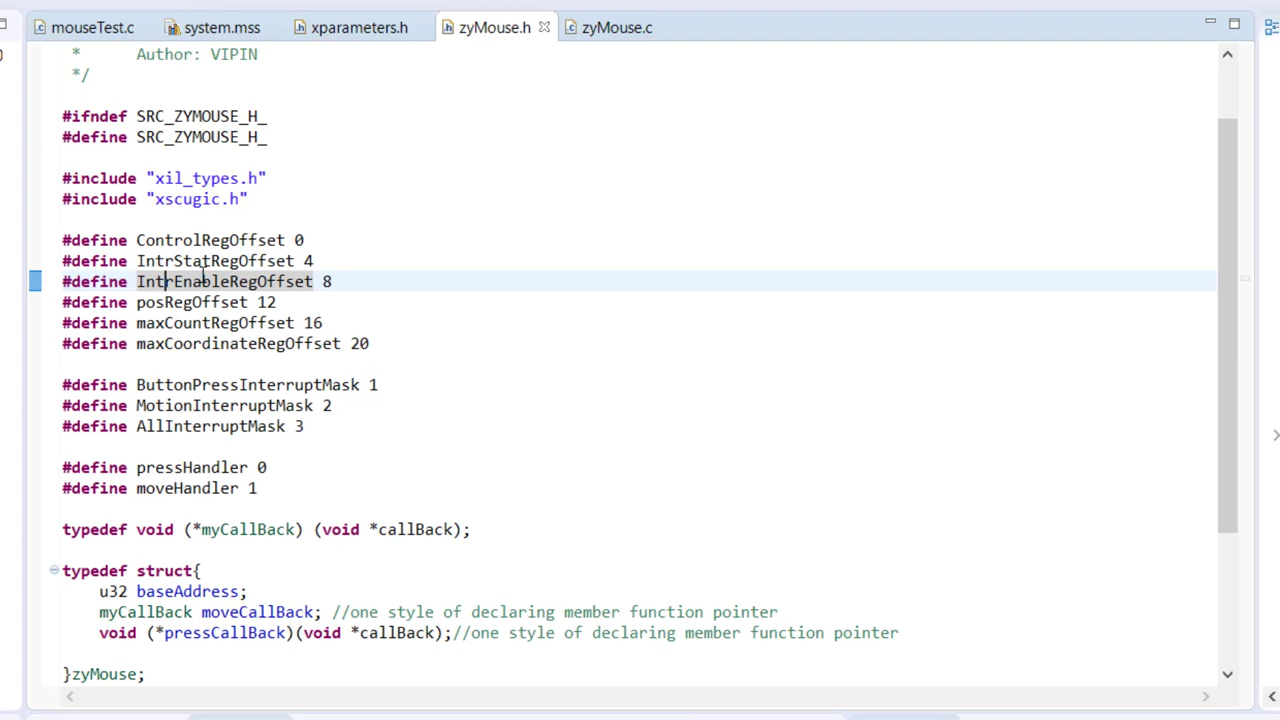 mouseTest.c system.mss xparameters.h zyMouse.h zyMouse.c
* Author: VIPIN
*/
#ifndef SRC_ZYMOUSE_H_
#define SRC_ZYMOUSE_H_
#include "xil_types.h"
#include "xscugic.h"
#define ControlRegOffset 0
#define IntrStatRegOffset 4
#define IntrEnableRegOffset 8
#define posRegOffset 12
#define maxCountRegOffset 16
#define maxCoordinateRegOffset 20
#define ButtonPressInterruptMask 1
#define MotionInterruptMask 2
#define AllInterruptMask 3
#define pressHandler 0
#define moveHandler 1
typedef void (*myCallBack) (void *callBack);
typedef struct{
u32 baseAddress;
myCallBack moveCallBack; //one style of declaring member function pointer
void (*pressCallBack)(void *callBack);//one style of declaring member function pointer
}zyMouse;